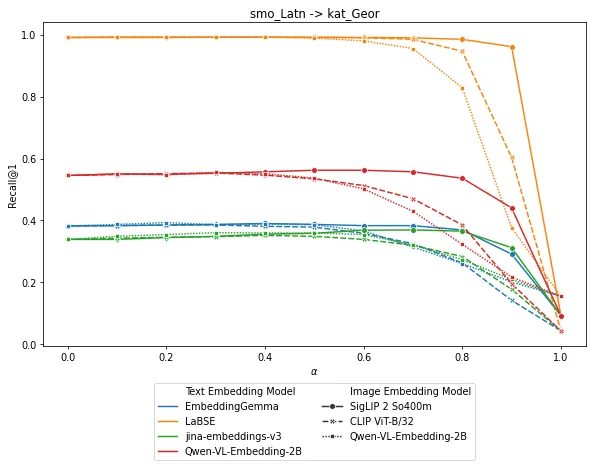 smo_Latn -> kat_Geor
Recall@1
1.0
0.8
0.6
0.4
0.2
0.0
0.0 0.2 0.4 0.6 0.8 1.0
α
Text Embedding Model
EmbeddingGemma
LaBSE
jina-embeddings-v3
Qwen-VL-Embedding-2B
Image Embedding Model
SigLIP 2 So400m
CLIP ViT-B/32
Qwen-VL-Embedding-2B